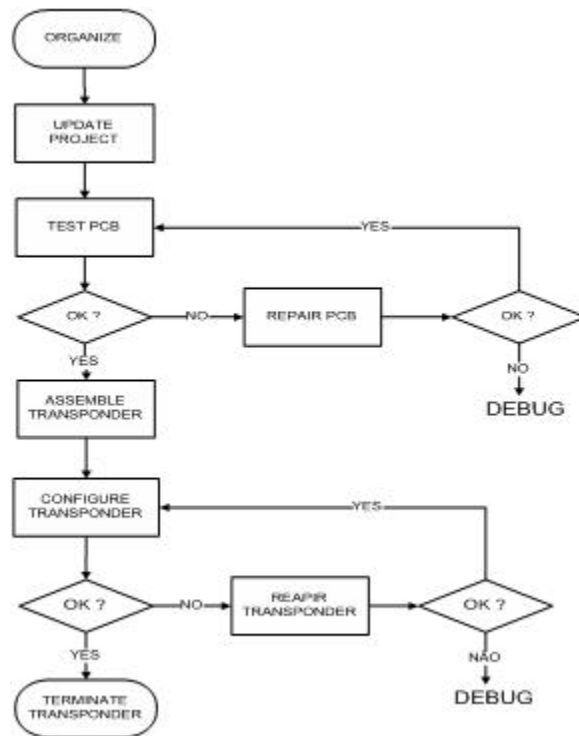 ORGANIZE
UPDATE
PROJECT
TEST PCB
YES
OK ?
NO
REPAIR PCB
OK ?
YES
NO
DEBUG
ASSEMBLE
TRANSPONDER
CONFIGURE
TRANSPONDER
YES
OK ?
NO
REAPIR
TRANSPONDER
OK ?
YES
NAO
DEBUG
TERMINATE
TRANSPONDER